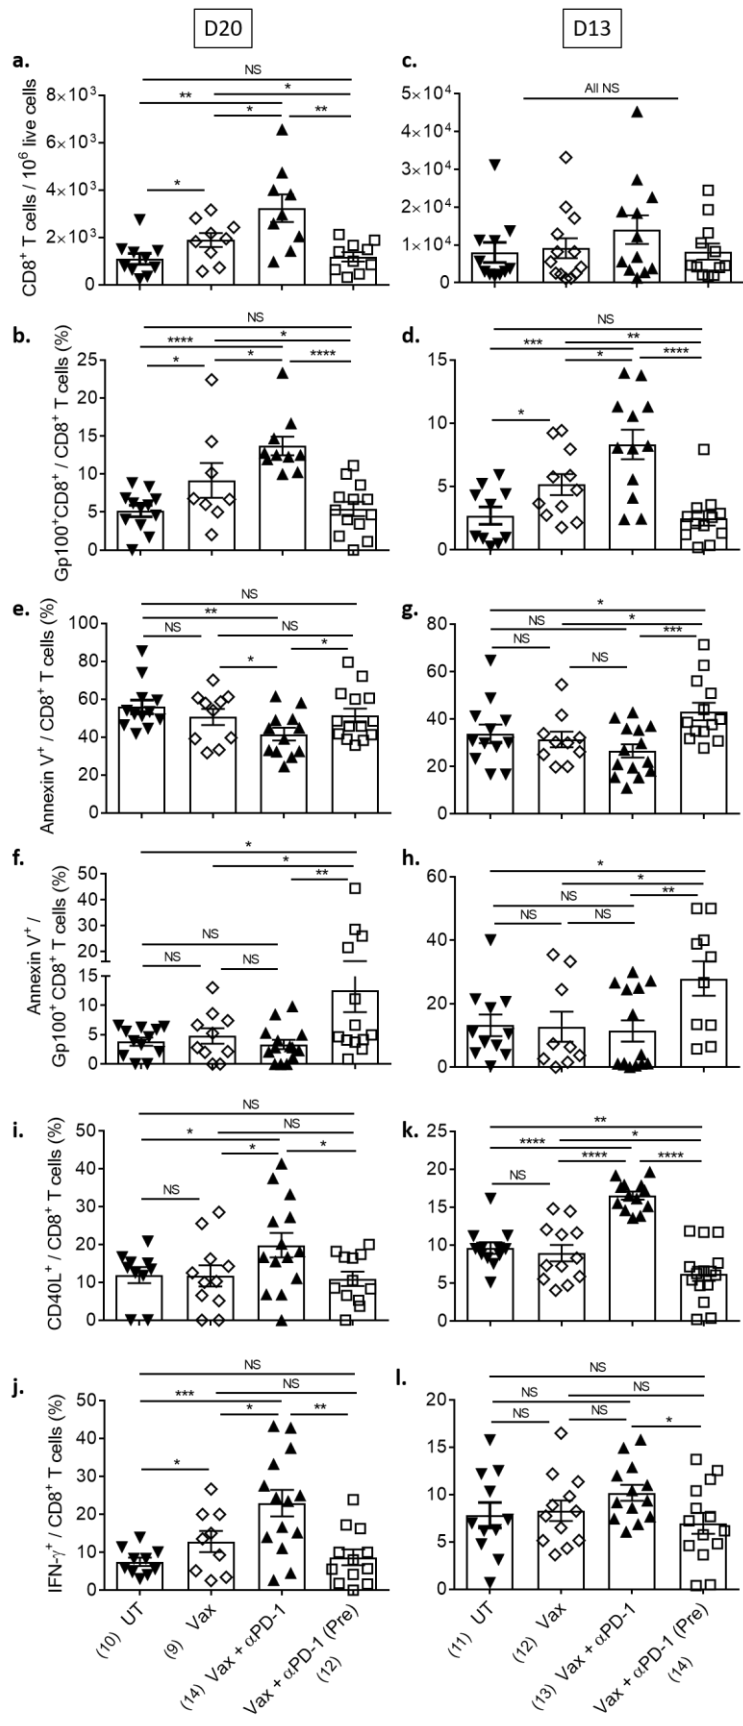 D20
D13
a.
CD8⁺ T cells / 10⁶ live cells
8×10³
6×10³
4×10³
2×10³
0
NS
**
*
*
**
*
c.
5×10⁴
4×10⁴
3×10⁴
2×10⁴
1×10⁴
0
All NS
b.
Gp100⁺CD8⁺ / CD8⁺ T cells (%)
25
20
15
10
5
0
NS
*
****
*
*
****
d.
15
10
5
0
NS
**
***
*
****
*
e.
Annexin V⁺ / CD8⁺ T cells (%)
100
80
60
40
20
0
NS
**
NS
NS
*
*
g.
80
60
40
20
0
*
NS
*
NS
***
NS
f.
Annexin V⁺ /
Gp100⁺ CD8⁺ T cells (%)
50
40
30
20
15
10
5
0
*
*
**
NS
NS
NS
h.
60
40
20
0
*
*
NS
**
NS
NS
i.
CD40L⁺ / CD8⁺ T cells (%)
50
40
30
20
10
0
NS
*
NS
*
*
NS
k.
25
20
15
10
5
0
**
****
*
NS
****
****
j.
IFN-γ⁺ / CD8⁺ T cells (%)
50
40
30
20
10
0
NS
***
NS
*
**
*
l.
20
15
10
5
0
NS
NS
NS
NS
NS
*
(10) UT
(9) Vax
(14) Vax + αPD-1
Vax + αPD-1 (Pre)
(12)
(11) UT
(12) Vax
(13) Vax + αPD-1
Vax + αPD-1 (Pre)
(14)